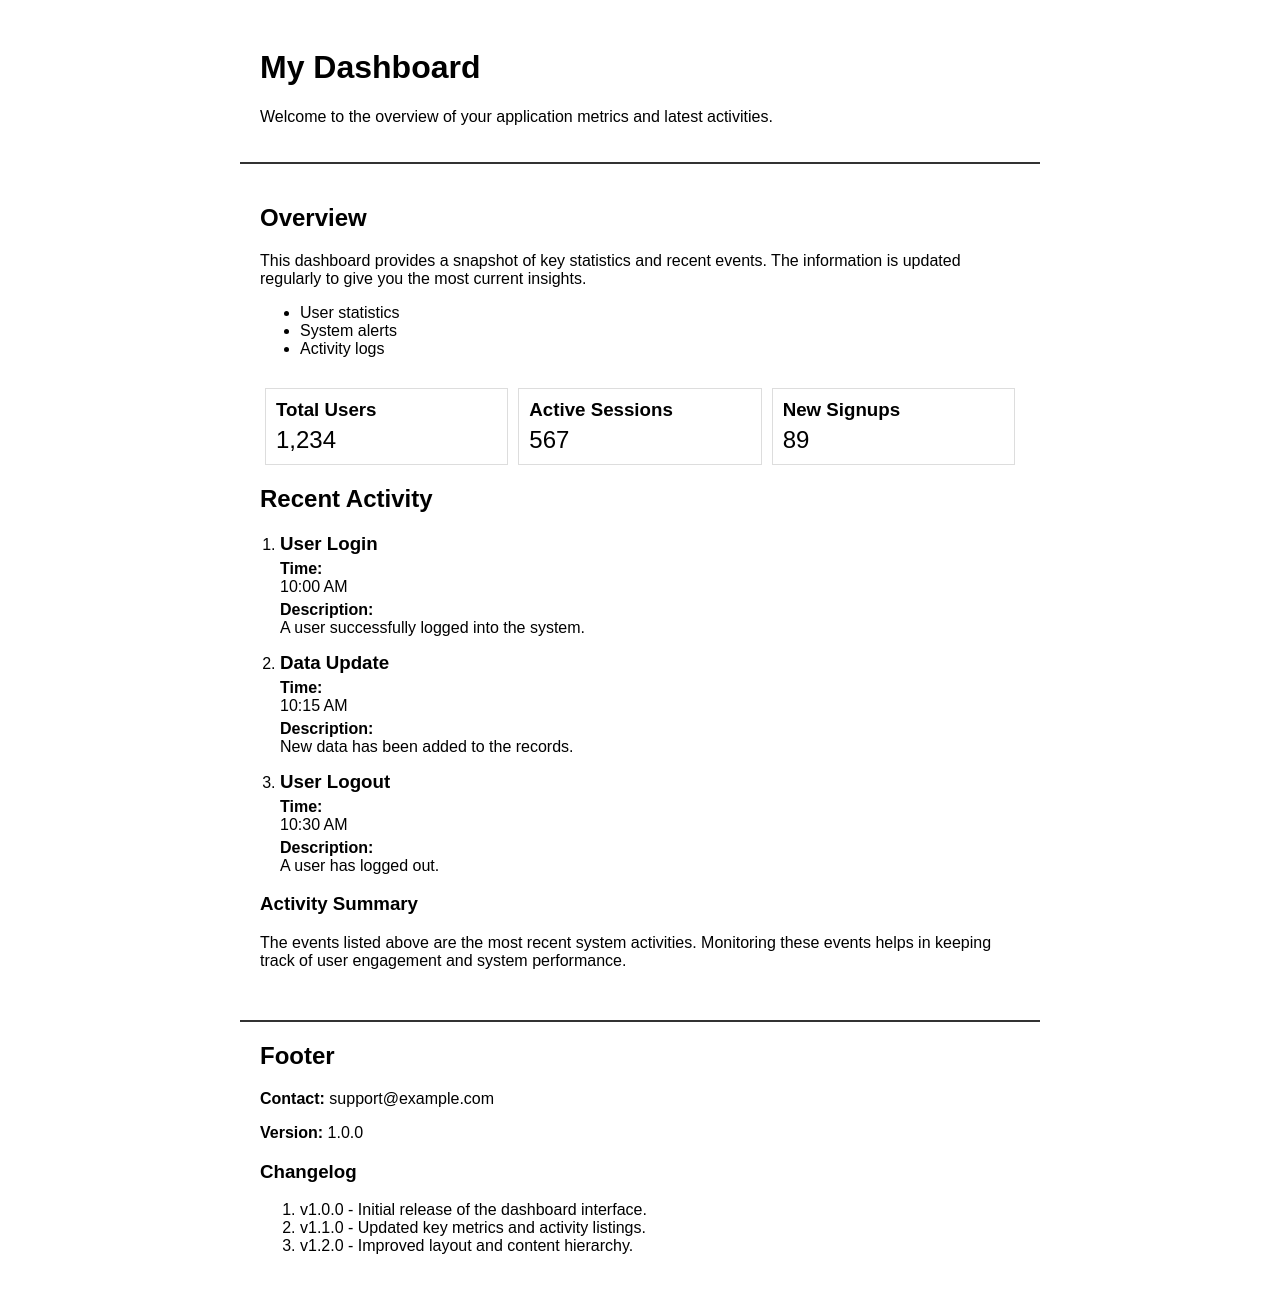 My Dashboard
Welcome to the overview of your application metrics and latest activities.
Overview
This dashboard provides a snapshot of key statistics and recent events. The information is updated
regularly to give you the most current insights.
• User statistics
• System alerts
• Activity logs
Total Users
1,234
Active Sessions
567
New Signups
89
Recent Activity
1. User Login
Time:
10:00 AM
Description:
A user successfully logged into the system.
2. Data Update
Time:
10:15 AM
Description:
New data has been added to the records.
3. User Logout
Time:
10:30 AM
Description:
A user has logged out.
Activity Summary
The events listed above are the most recent system activities. Monitoring these events helps in keeping
track of user engagement and system performance.
Footer
Contact: support@example.com
Version: 1.0.0
Changelog
1. v1.0.0 - Initial release of the dashboard interface.
2. v1.1.0 - Updated key metrics and activity listings.
3. v1.2.0 - Improved layout and content hierarchy.